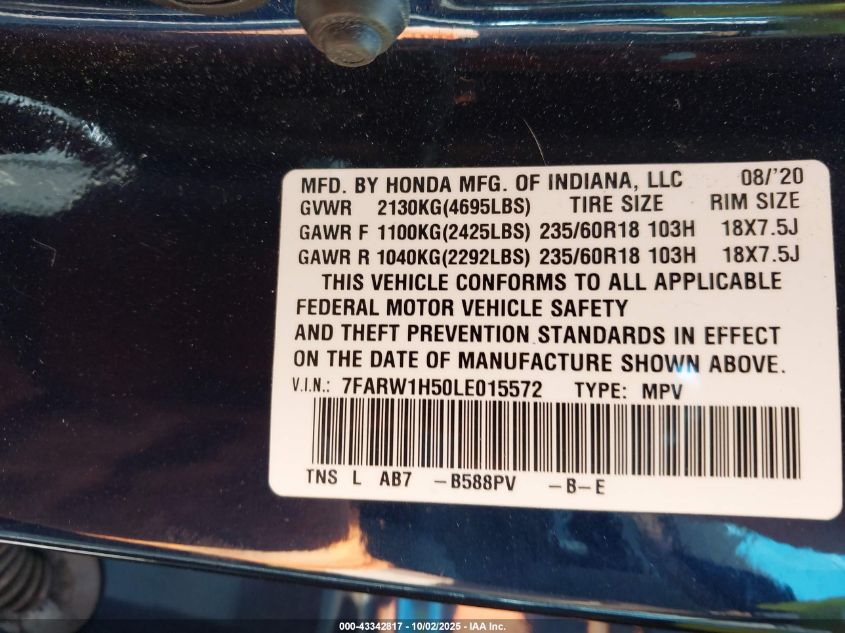 MFD. BY HONDA MFG. OF INDIANA, LLC 08/'20
GVWR 2130KG(4695LBS) TIRE SIZE RIM SIZE
GAWR F 1100KG(2425LBS) 235/60R18 103H 18X7.5J
GAWR R 1040KG(2292LBS) 235/60R18 103H 18X7.5J
THIS VEHICLE CONFORMS TO ALL APPLICABLE
FEDERAL MOTOR VEHICLE SAFETY
AND THEFT PREVENTION STANDARDS IN EFFECT
ON THE DATE OF MANUFACTURE SHOWN ABOVE.
V.I.N.: 7FARW1H50LE015572 TYPE: MPV
TNS L AB7 -B588PV -B-E
000-43342817 - 10/02/2025 - IAA Inc.